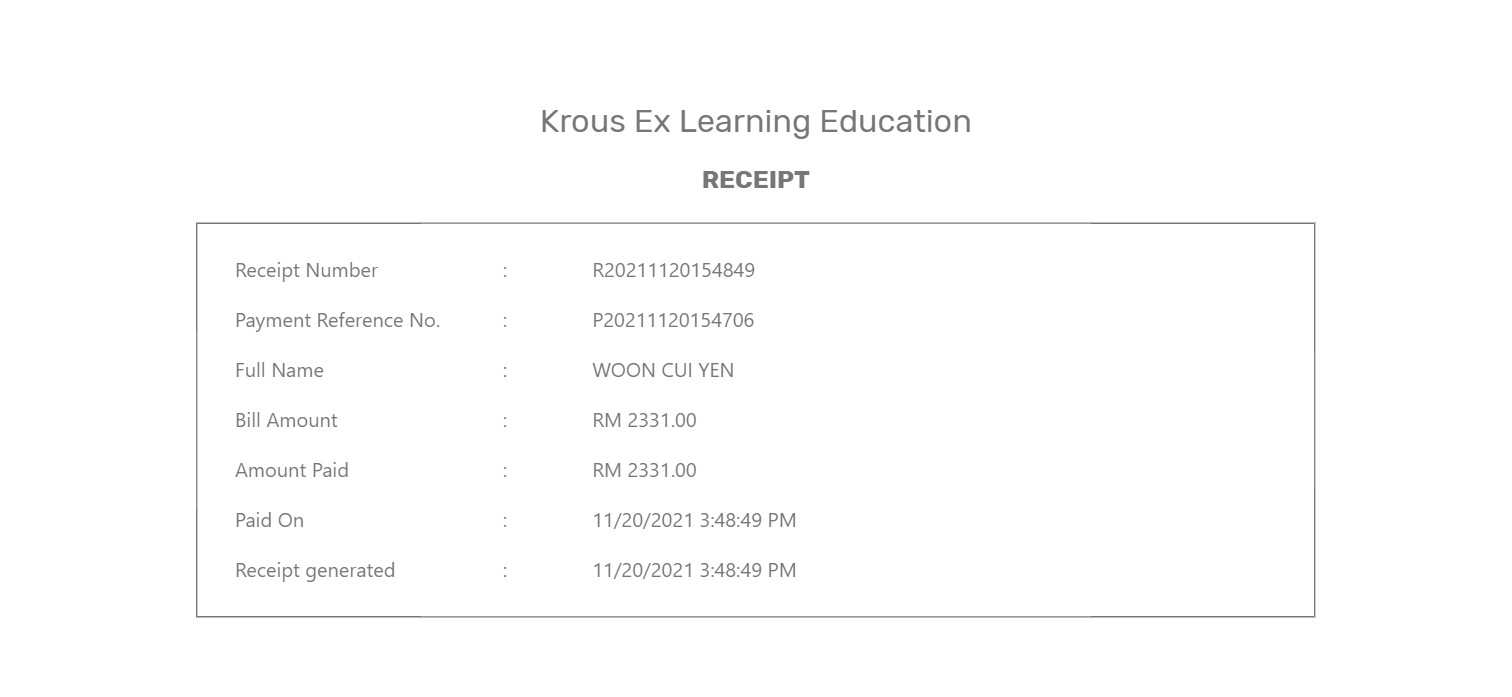 Krous Ex Learning Education
RECEIPT
Receipt Number : R20211120154849
Payment Reference No. : P20211120154706
Full Name : WOON CUI YEN
Bill Amount : RM 2331.00
Amount Paid : RM 2331.00
Paid On : 11/20/2021 3:48:49 PM
Receipt generated : 11/20/2021 3:48:49 PM